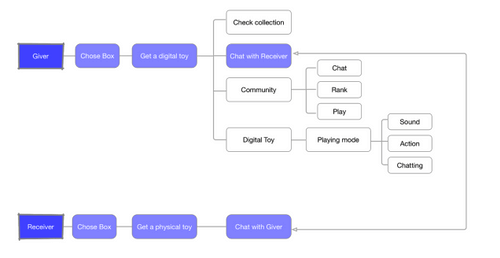 Check collection
Giver
Chose Box
Get a digital toy
Chat with Receiver
Chat
Community
Rank
Play
Sound
Digital Toy
Playing mode
Action
Chatting
Receiver
Chose Box
Get a physical toy
Chat with Giver